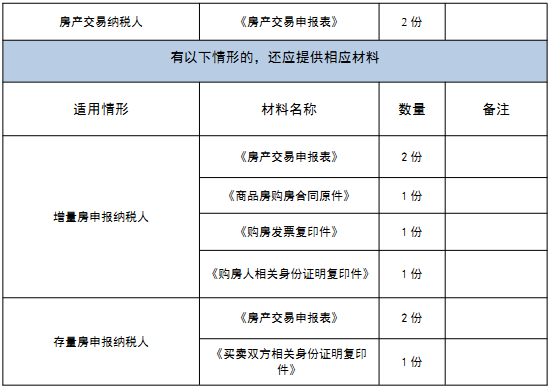 房产交易纳税人 《房产交易申报表》 2 份
有以下情形的，还应提供相应材料
适用情形 材料名称 数量 备注
增量房申报纳税人
《房产交易申报表》 2 份
《商品房购房合同原件》 1 份
《购房发票复印件》 1 份
《购房人相关身份证明复印件》 1 份
存量房申报纳税人
《房产交易申报表》 2 份
《买卖双方相关身份证明复印
件》 1 份